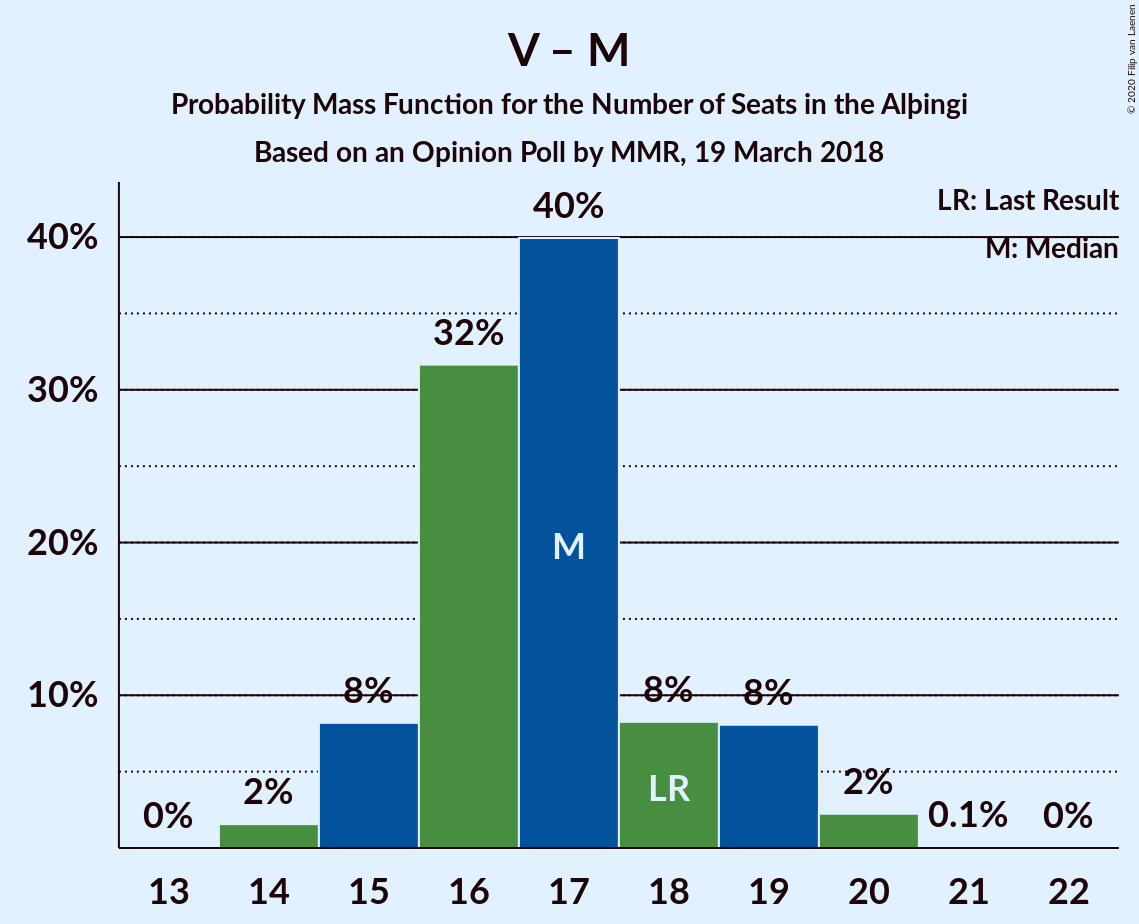 V – M
Probability Mass Function for the Number of Seats in the Alþingi
Based on an Opinion Poll by MMR, 19 March 2018
© 2020 Filip van Laenen
LR: Last Result
M: Median
40%
30%
20%
10%
0%
2%
8%
32%
40%
8%
8%
2%
0.1%
0%
M
LR
13 14 15 16 17 18 19 20 21 22